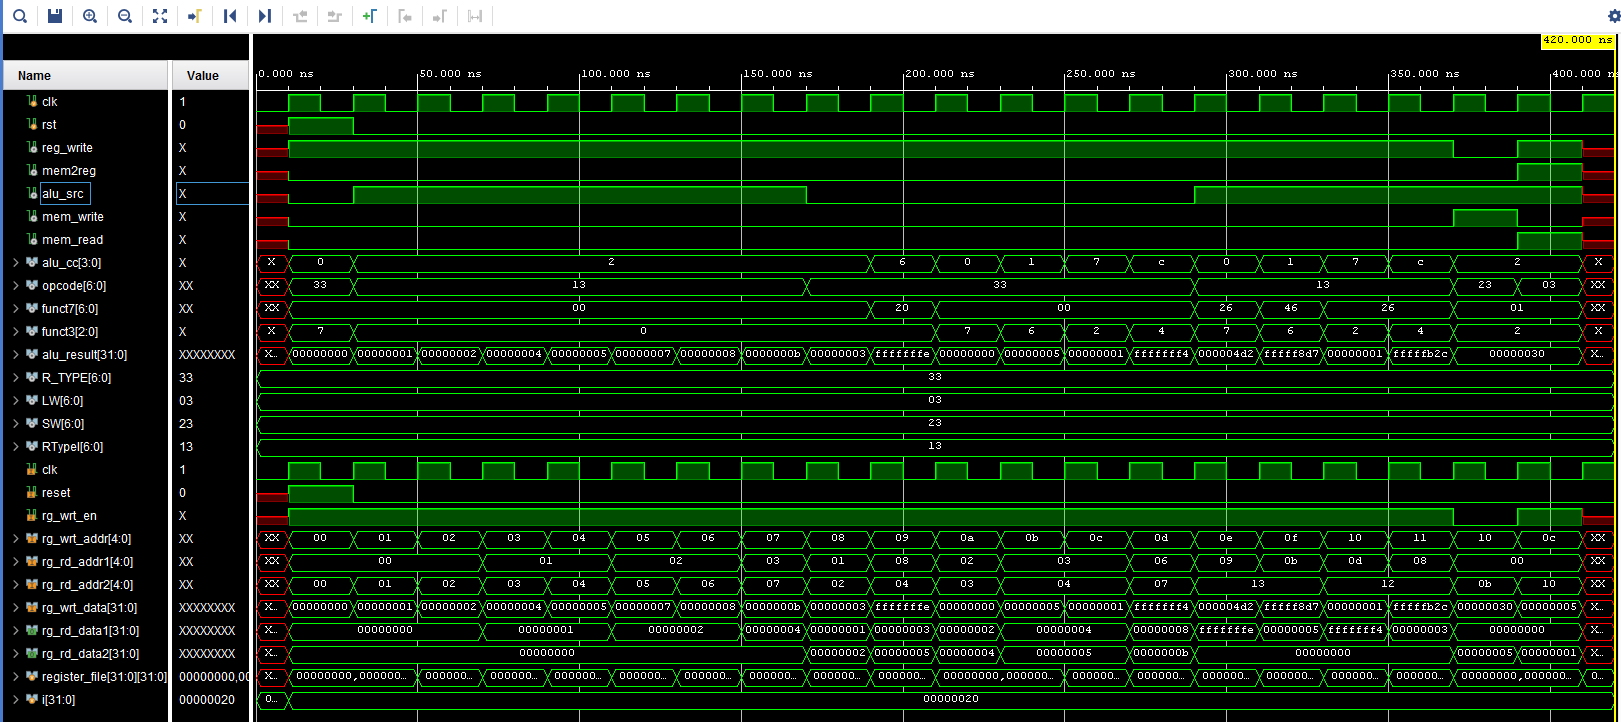 420.000 ns
Name Value 0.000 ns 50.000 ns 100.000 ns 150.000 ns 200.000 ns 250.000 ns 300.000 ns 350.000 ns 400.000 ns
clk 1
rst 0
reg_write X
mem2reg X
alu_src X
mem_write X
mem_read X
alu_cc[3:0] X X 0 2 6 0 1 7 c 0 1 7 c 2 X
opcode[6:0] XX XX 33 13 33 13 23 03 XX
funct7[6:0] XX XX 00 20 00 26 46 26 01 XX
funct3[2:0] X X 7 0 7 6 2 4 7 6 2 4 2 X
alu_result[31:0] XXXXXXXX X... 00000000 00000001 00000002 00000004 00000005 00000007 00000008 0000000b 00000003 fffffffe 00000000 00000005 00000001 fffffff4 000004d2 fffff8d7 00000001 fffffb2c 00000030 X...
R_TYPE[6:0] 33 33
LW[6:0] 03 03
SW[6:0] 23 23
RTypeI[6:0] 13 13
clk 1
reset 0
rg_wrt_en X
rg_wrt_addr[4:0] XX XX 00 01 02 03 04 05 06 07 08 09 0a 0b 0c 0d 0e 0f 10 11 10 0c XX
rg_rd_addr1[4:0] XX XX 00 01 02 03 01 08 02 03 04 08 09 0b 0d 08 00 XX
rg_rd_addr2[4:0] XX XX 00 01 02 03 04 05 06 07 02 04 03 04 07 13 12 0b 10 XX
rg_wrt_data[31:0] XXXXXXXX X... 00000000 00000001 00000002 00000004 00000005 00000007 00000008 0000000b 00000003 fffffffe 00000000 00000005 00000001 fffffff4 000004d2 fffff8d7 00000001 fffffb2c 00000030 00000005 X...
rg_rd_data1[31:0] XXXXXXXX X... 00000000 00000001 00000002 00000004 00000001 00000003 00000002 00000004 00000008 fffffffe 00000005 fffffff4 00000003 00000000 X...
rg_rd_data2[31:0] XXXXXXXX X... 00000000 00000002 00000005 00000004 00000005 0000000b 00000000 00000005 00000001 X...
register_file[31:0][31:0] 00000000,00 X... 00000000,000000... 000000... 000000... 000000... 000000... 000000... 000000... 000000... 000000... 00000000,000000... 000000... 000000... 000000... 000000... 000000... 000000... 00000000,000000... 0...
i[31:0] 00000020 0... 00000020